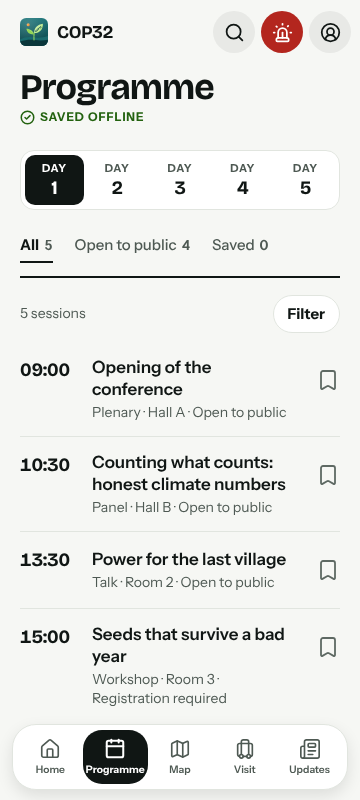 COP32
Programme
SAVED OFFLINE
DAY DAY DAY DAY DAY
1 2 3 4 5
All 5 Open to public 4 Saved 0
5 sessions Filter
09:00 Opening of the
conference
Plenary · Hall A · Open to public
10:30 Counting what counts:
honest climate numbers
Panel · Hall B · Open to public
13:30 Power for the last village
Talk · Room 2 · Open to public
15:00 Seeds that survive a bad
year
Workshop · Room 3 ·
Registration required
Home Programme Map Visit Updates